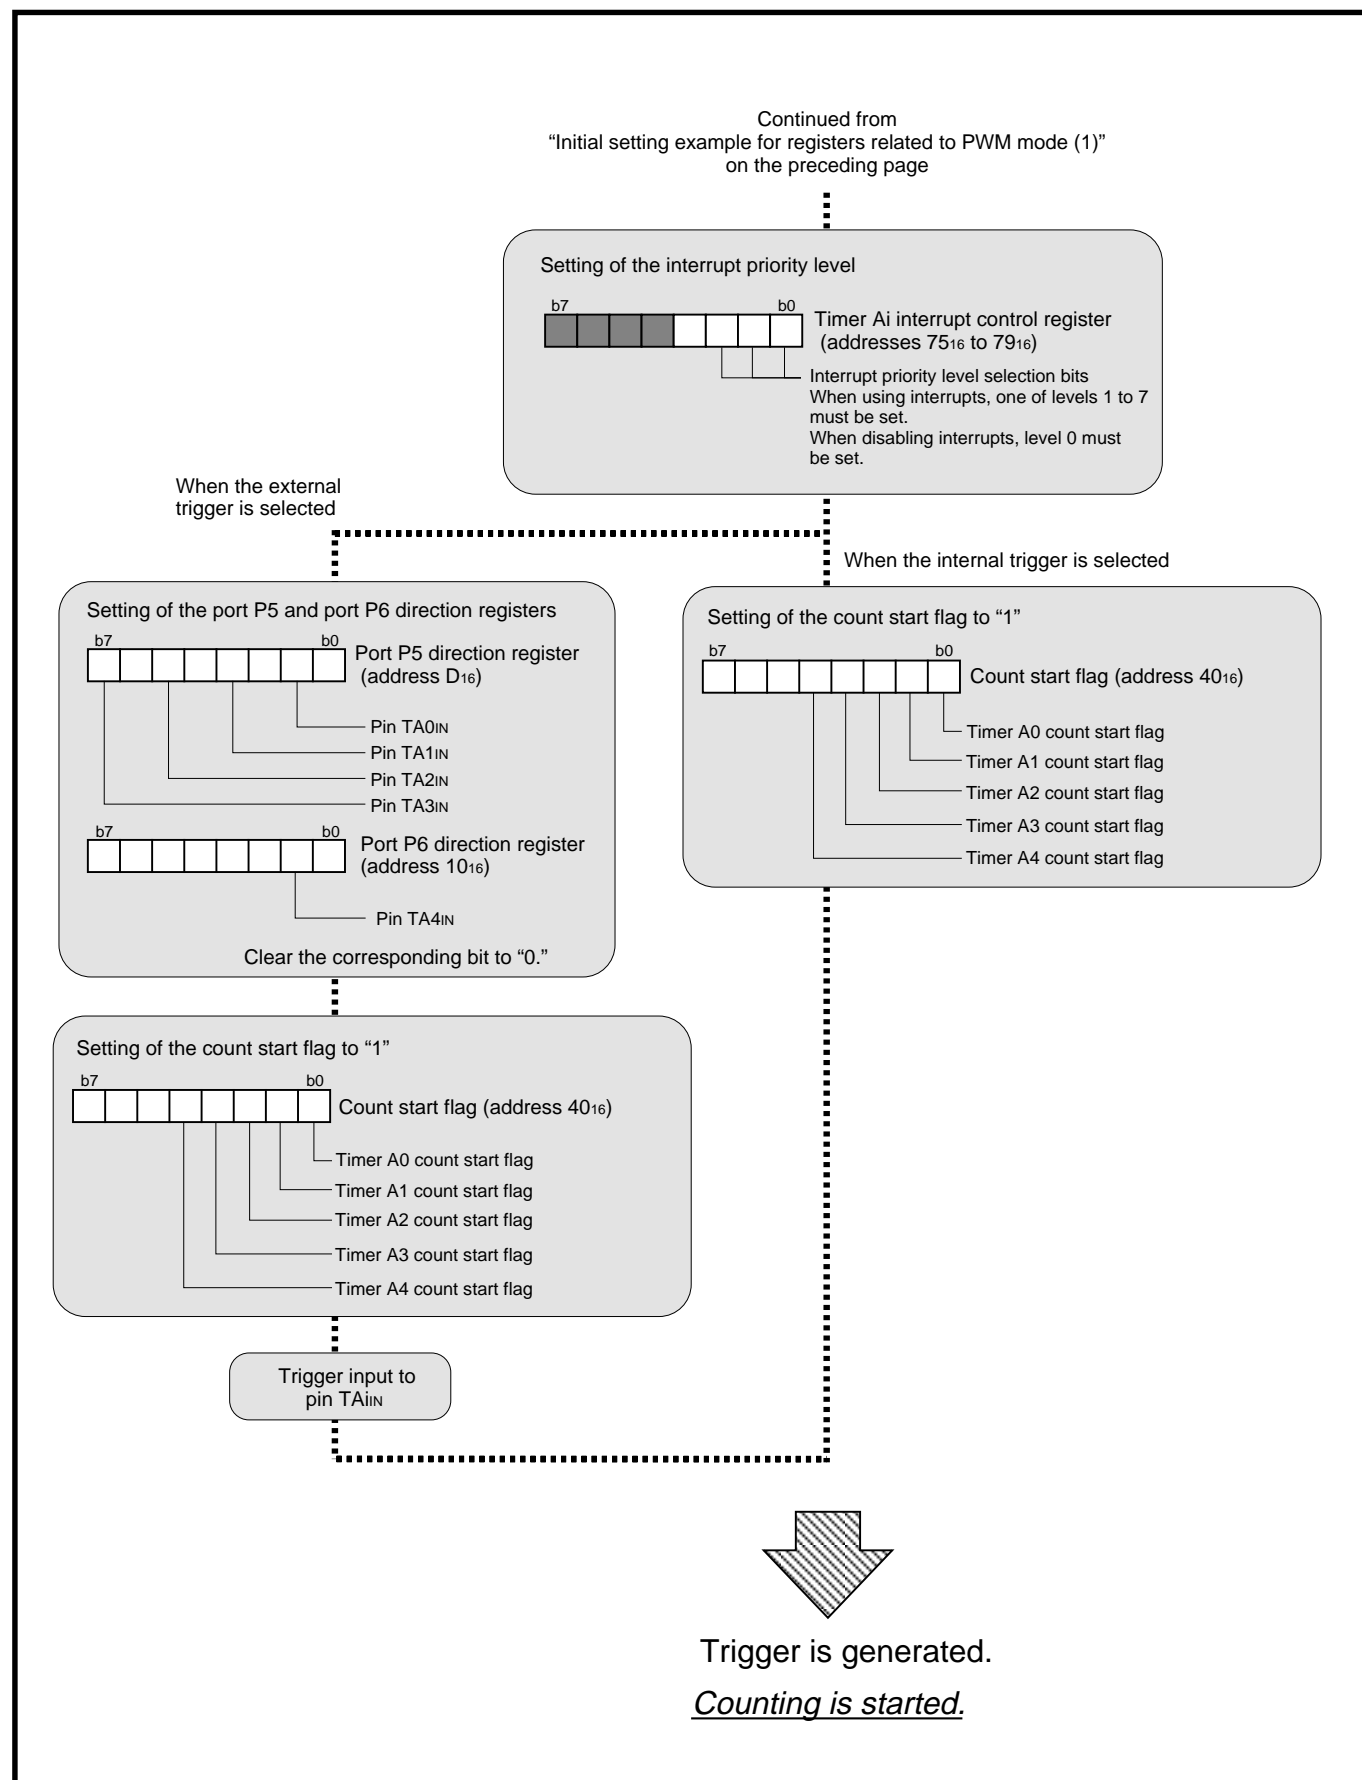 Continued from
“Initial setting example for registers related to PWM mode (1)”
on the preceding page
Setting of the interrupt priority level
b7 b0
Timer Ai interrupt control register
(addresses 7516 to 7916)
Interrupt priority level selection bits
When using interrupts, one of levels 1 to 7
must be set.
When disabling interrupts, level 0 must
be set.
When the external
trigger is selected
When the internal trigger is selected
Setting of the port P5 and port P6 direction registers
b7 b0
Port P5 direction register
(address D16)
Pin TA0IN
Pin TA1IN
Pin TA2IN
Pin TA3IN
b7 b0
Port P6 direction register
(address 1016)
Pin TA4IN
Clear the corresponding bit to “0.”
Setting of the count start flag to “1”
b7 b0
Count start flag (address 4016)
Timer A0 count start flag
Timer A1 count start flag
Timer A2 count start flag
Timer A3 count start flag
Timer A4 count start flag
Setting of the count start flag to “1”
b7 b0
Count start flag (address 4016)
Timer A0 count start flag
Timer A1 count start flag
Timer A2 count start flag
Timer A3 count start flag
Timer A4 count start flag
Trigger input to
pin TAiIN
Trigger is generated.
Counting is started.